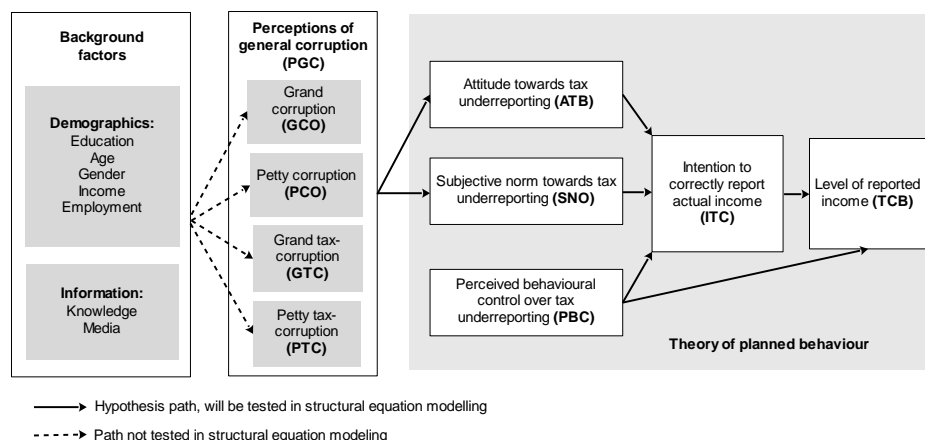 Background
factors
Demographics:
Education
Age
Gender
Income
Employment
Information:
Knowledge
Media
Perceptions of
general corruption
(PGC)
Grand
corruption
(GCO)
Petty corruption
(PCO)
Grand tax-
corruption
(GTC)
Petty tax-
corruption
(PTC)
Attitude towards tax
underreporting (ATB)
Subjective norm towards tax
underreporting (SNO)
Perceived behavioural
control over tax
underreporting (PBC)
Intention to
correctly report
actual income
(ITC)
Level of reported
income (TCB)
Theory of planned behaviour
Hypothesis path, will be tested in structural equation modelling
Path not tested in structural equation modeling